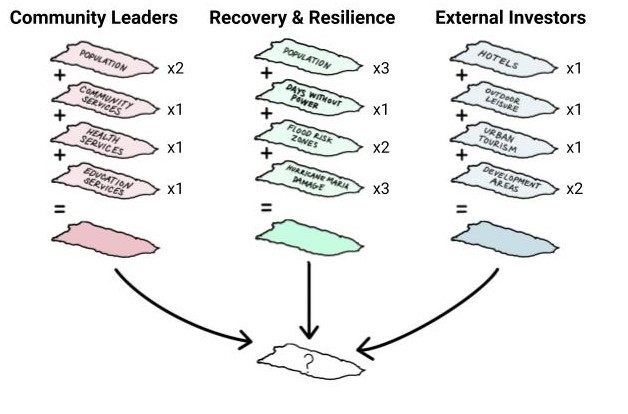 Community Leaders
POPULATION
x2
+
COMMUNITY
SERVICES
x1
+
HEALTH
SERVICES
x1
+
EDUCATION
SERVICES
x1
=
Recovery & Resilience
POPULATION
x3
+
DAYS WITHOUT
POWER
x1
+
FLOOD RISK
ZONES
x2
+
HURRICANE MARIA
DAMAGE
x3
=
External Investors
HOTELS
x1
+
OUTDOOR
LEISURE
x1
+
URBAN
TOURISM
x1
+
DEVELOPMENT
AREAS
x2
=
?